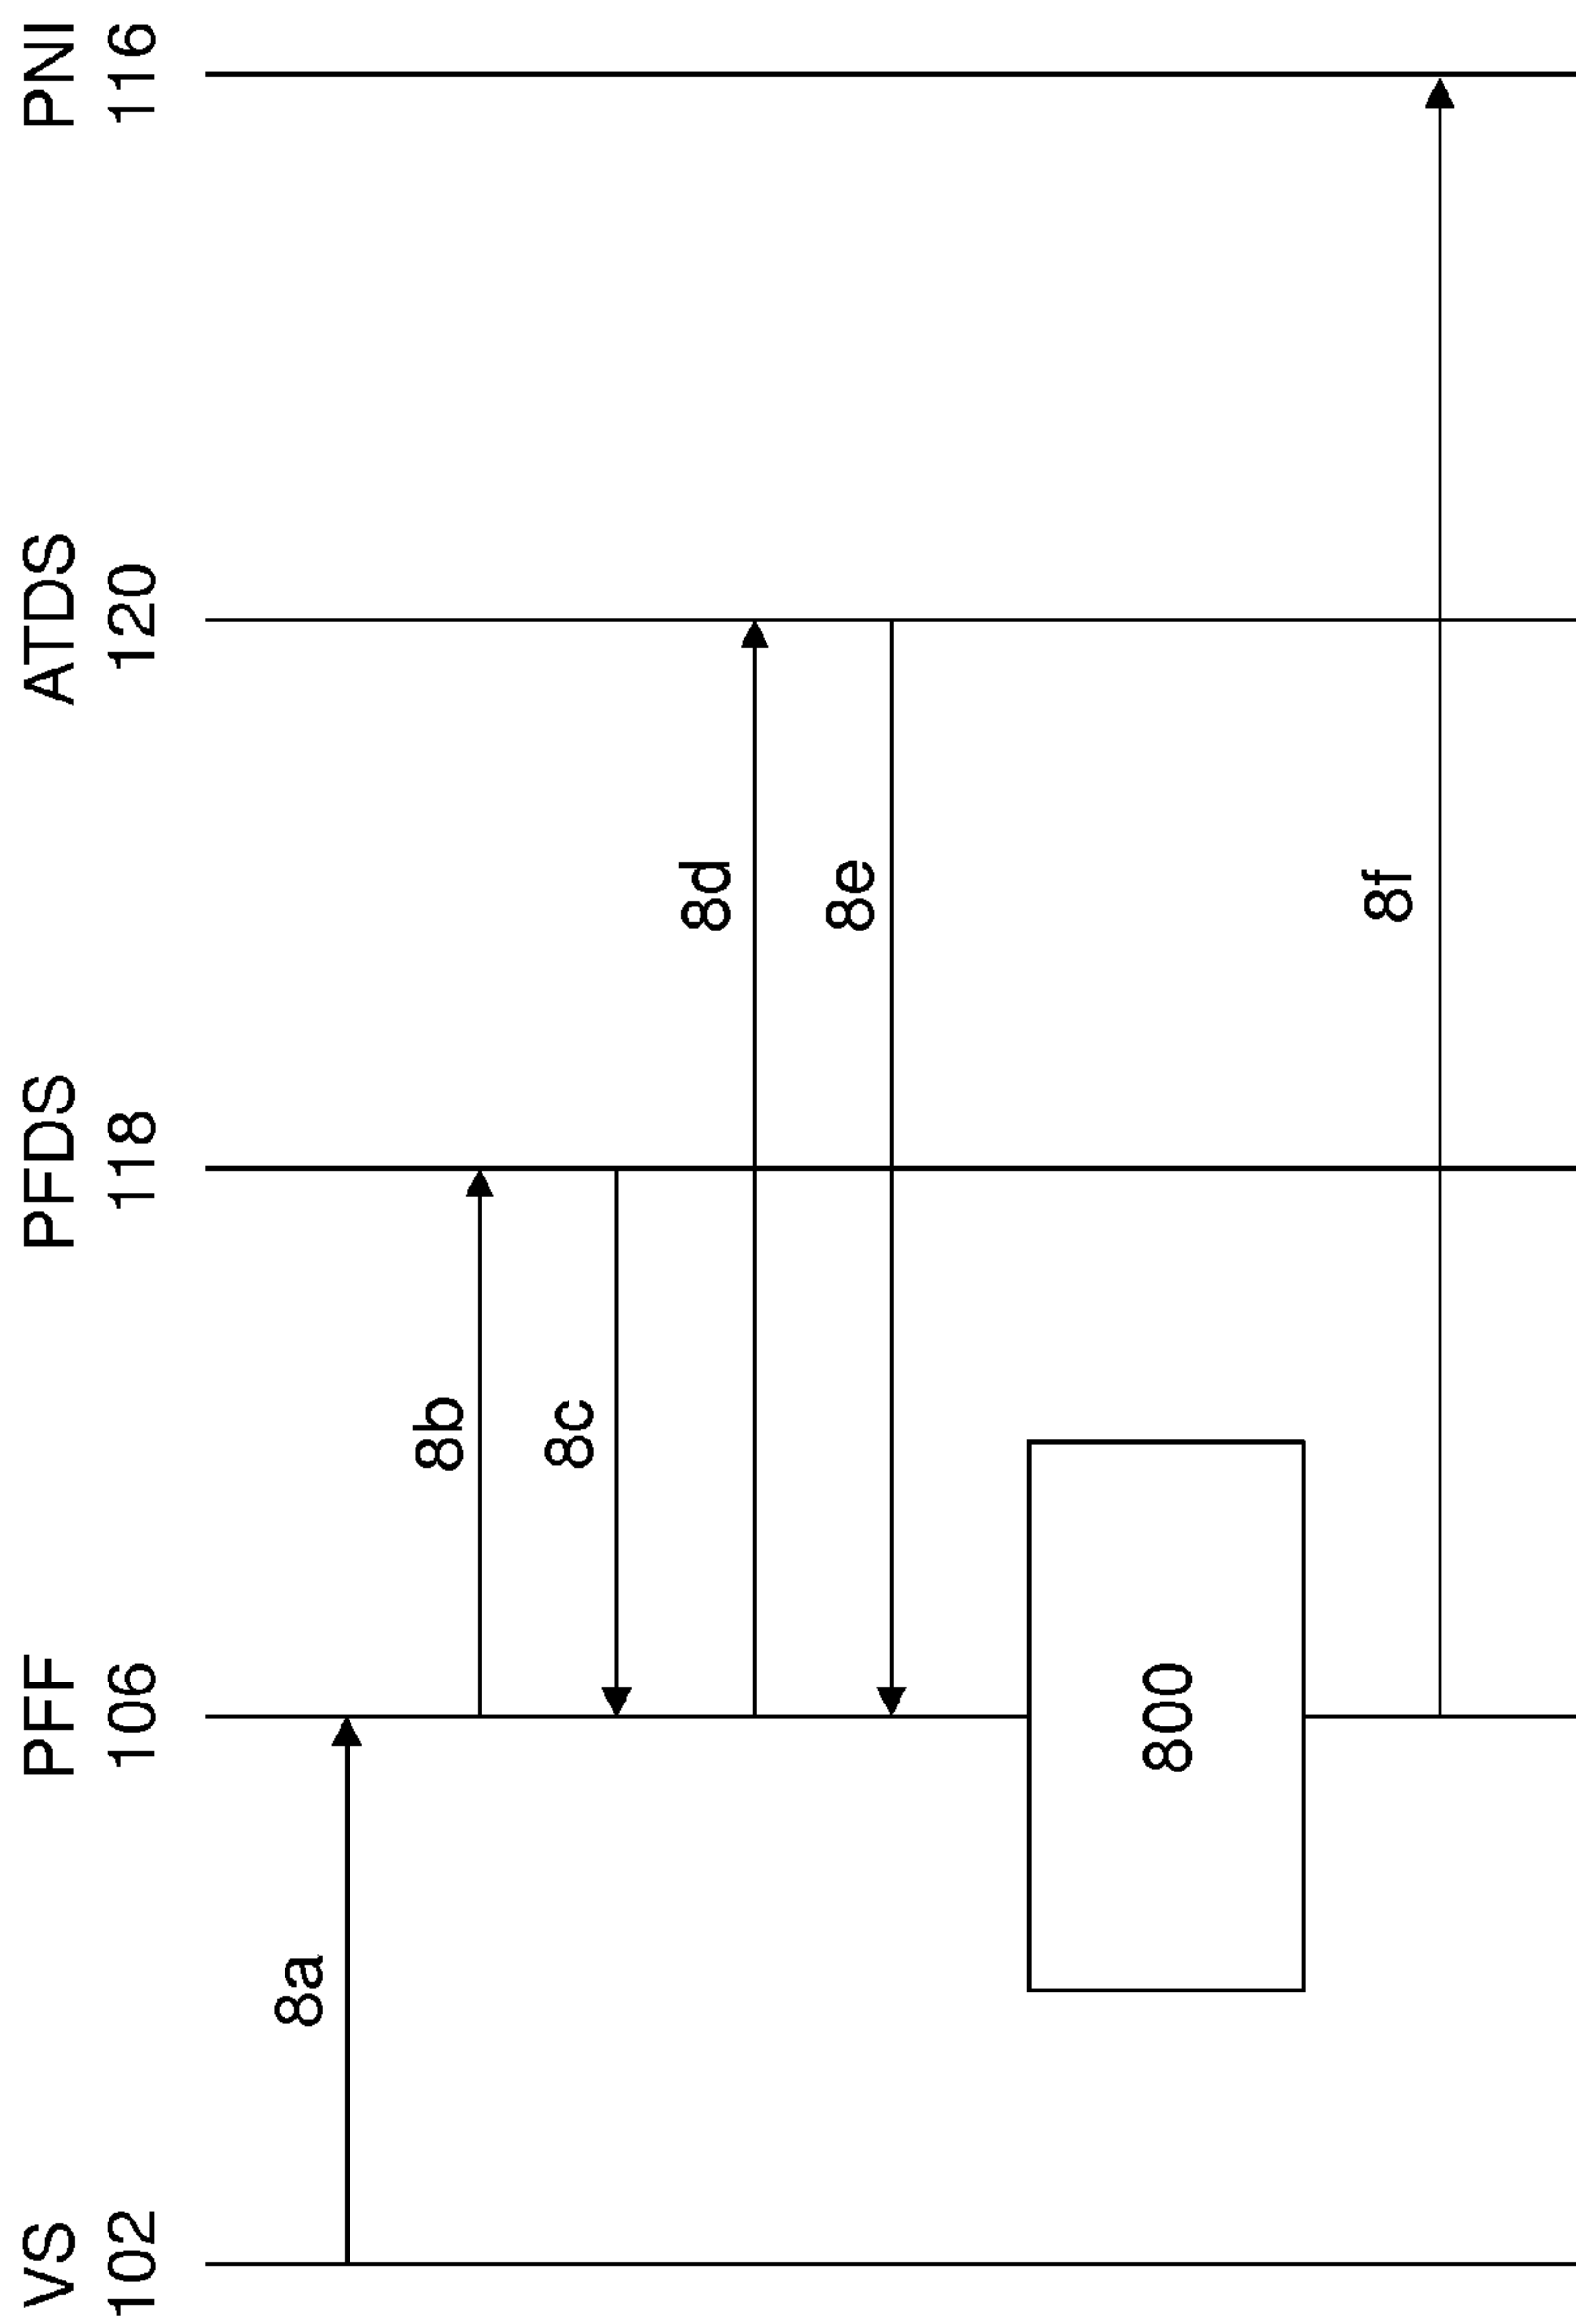 VS
102
PFF
106
PFDS
118
ATDS
120
PNI
116
8a
8b
8c
8d
8e
800
8f